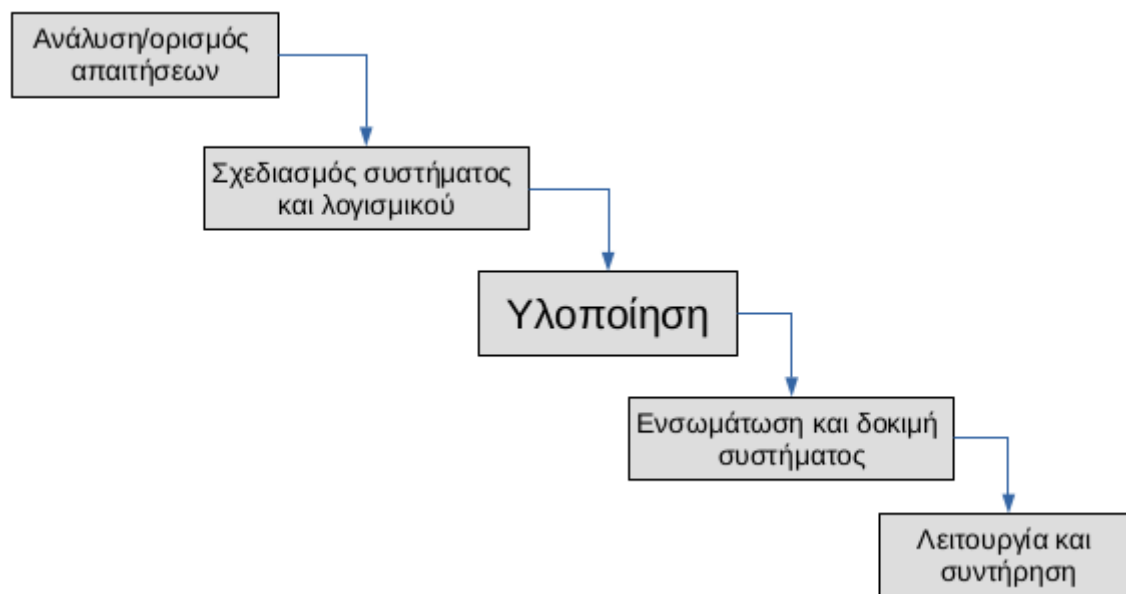 Ανάλυση/ορισμός
απαιτήσεων
Σχεδιασμός συστήματος
και λογισμικού
Υλοποίηση
Ενσωμάτωση και δοκιμή
συστήματος
Λειτουργία και
συντήρηση